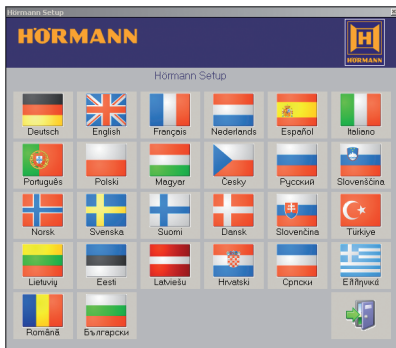 Hörmann Setup
HÖRMANN
HÖRMANN
Hörmann Setup
Deutsch English Français Nederlands Español Italiano
Português Polski Magyar Česky Русский Slovenščina
Norsk Svenska Suomi Dansk Slovenčina Türkiye
Lietuvių Eesti Latviešu Hrvatski Српски Ελληνικά
Română Български